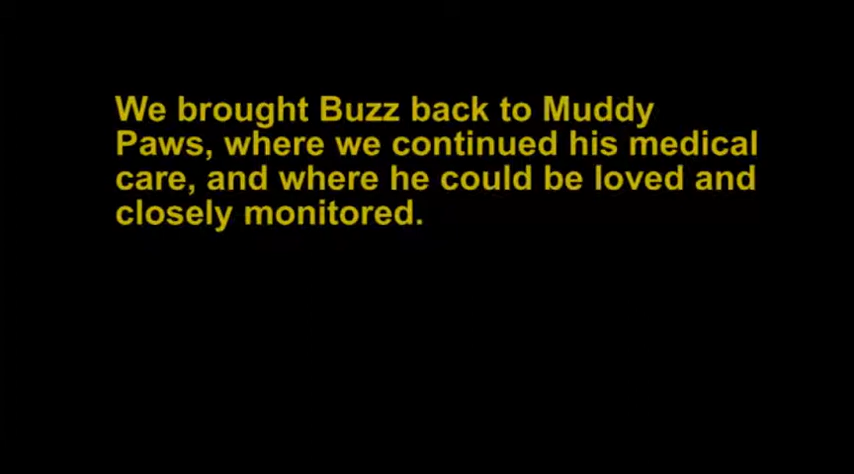 We brought Buzz back to Muddy
Paws, where we continued his medical
care, and where he could be loved and
closely monitored.